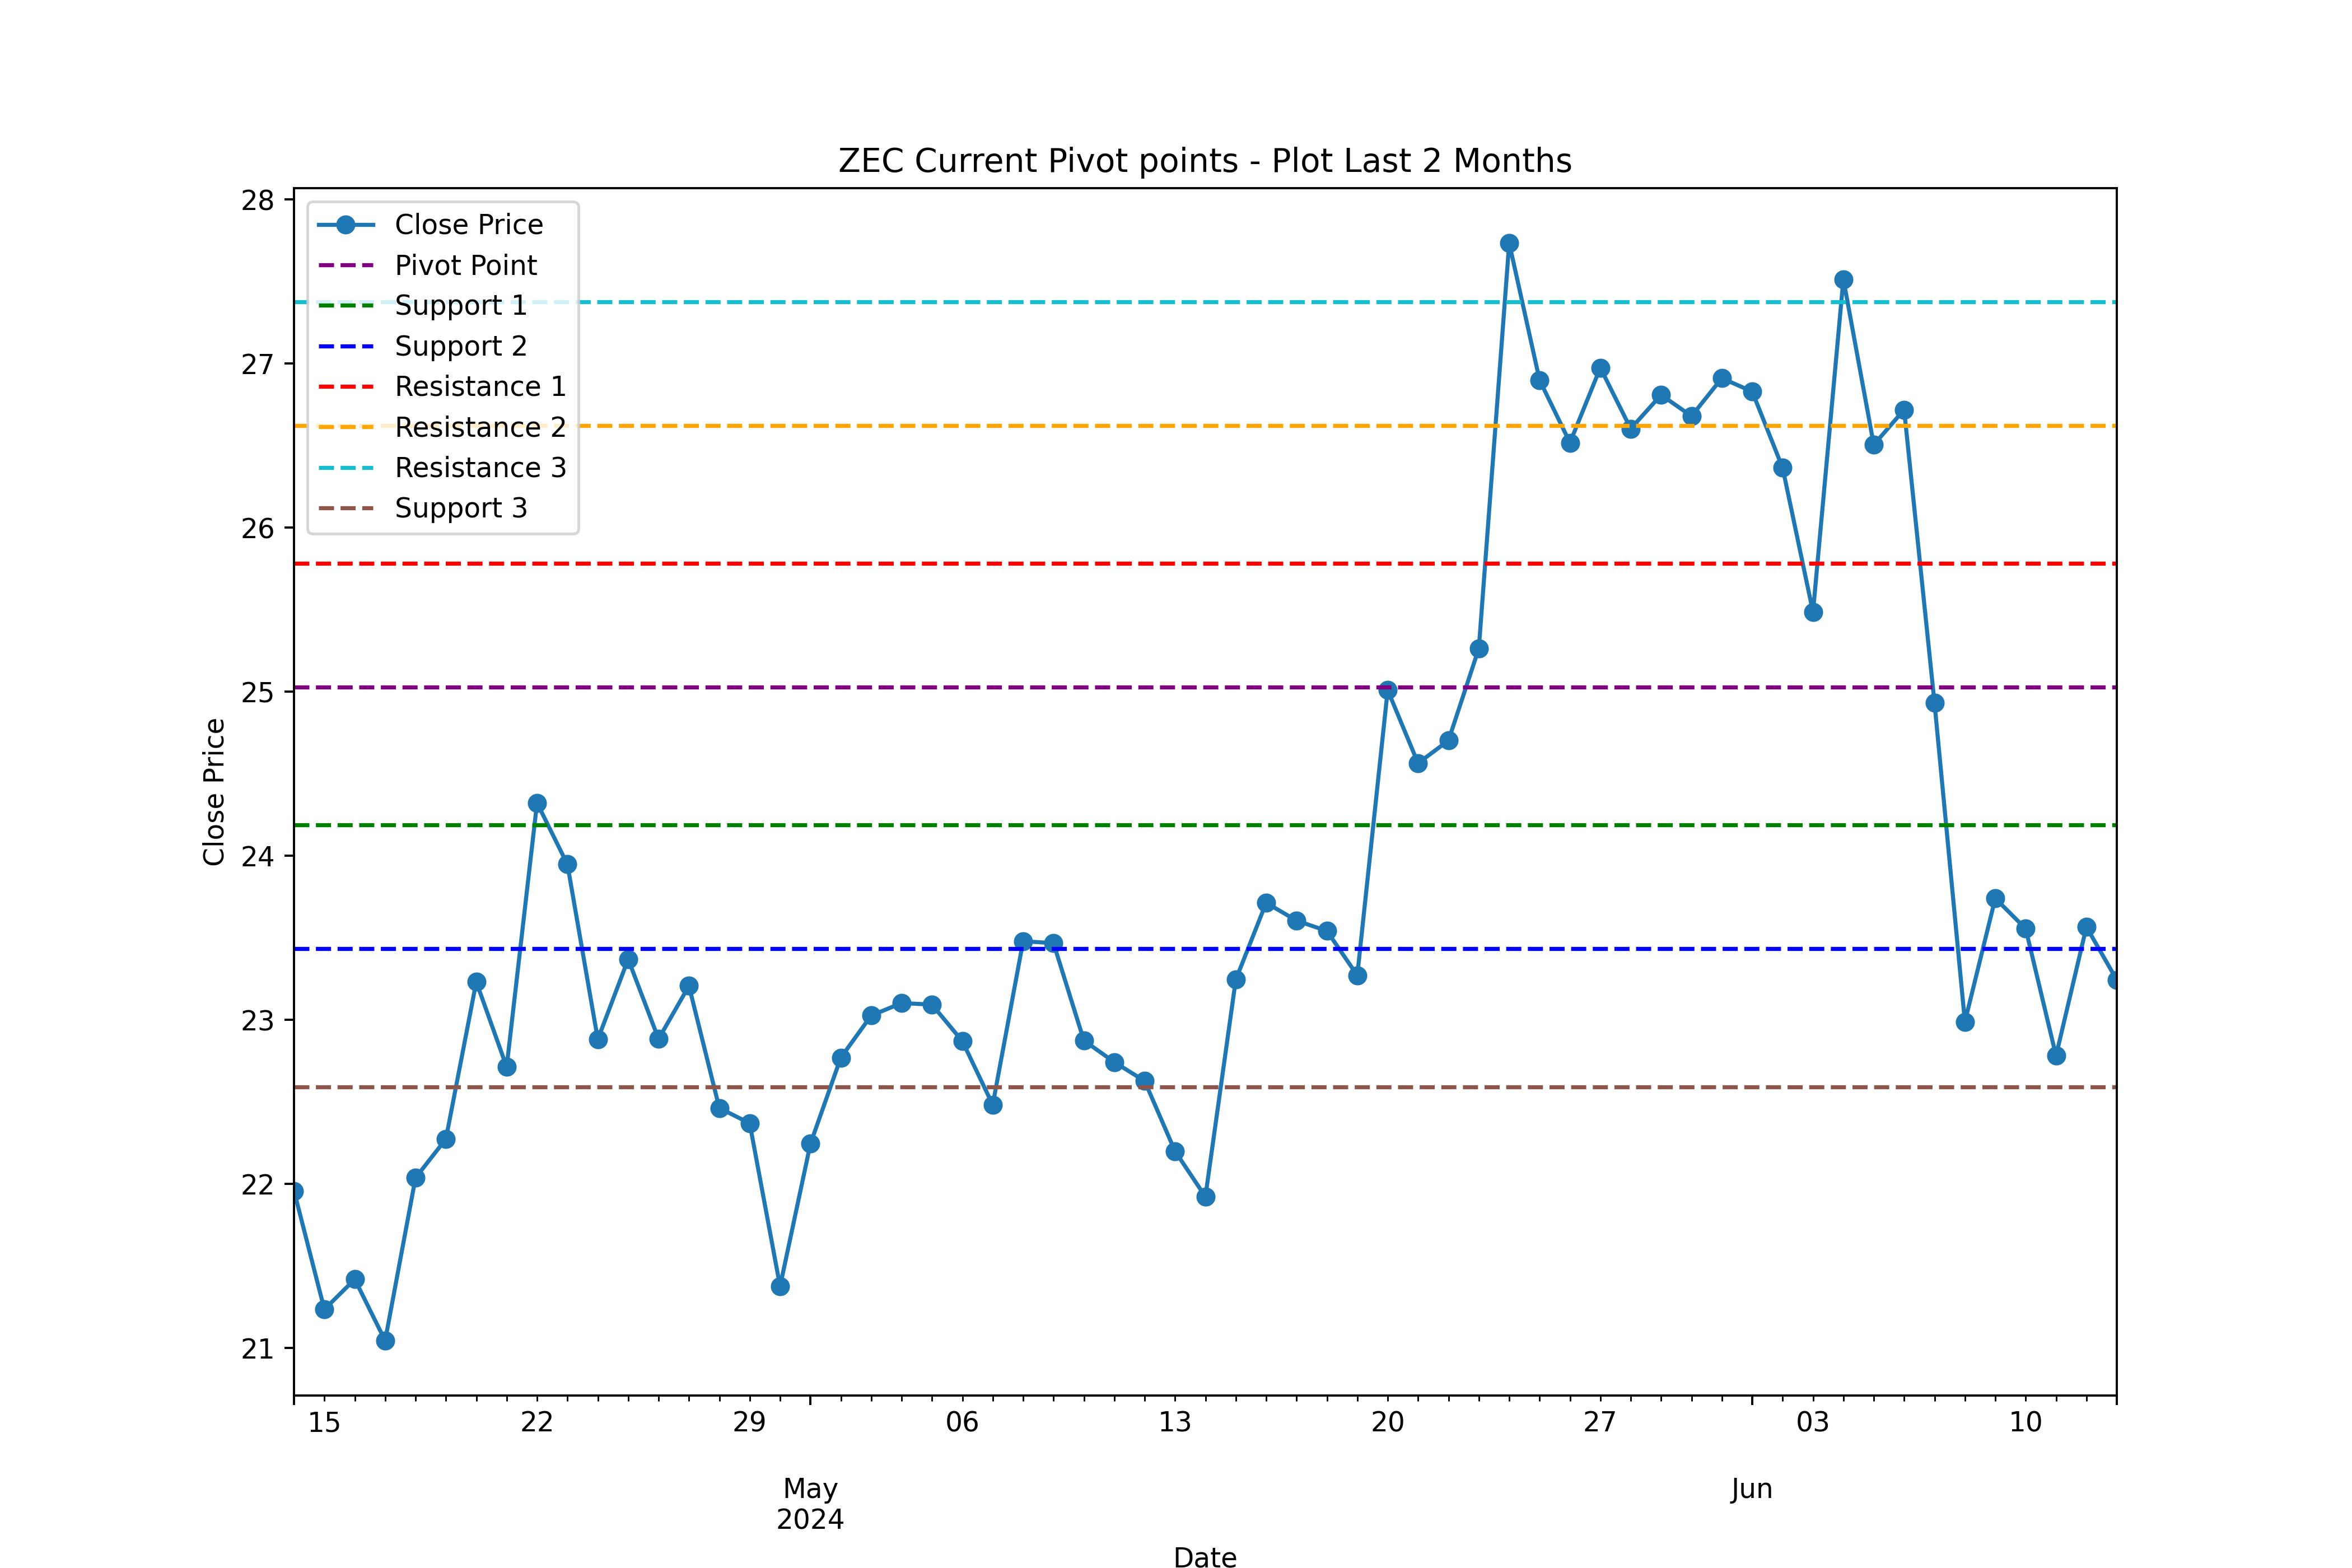 ZEC Current Pivot points - Plot Last 2 Months
28
27
26
25
24
23
22
21
Close Price
Close Price
Pivot Point
Support 1
Support 2
Resistance 1
Resistance 2
Resistance 3
Support 3
15 22 29 06 13 20 27 03 10
May Jun
2024
Date